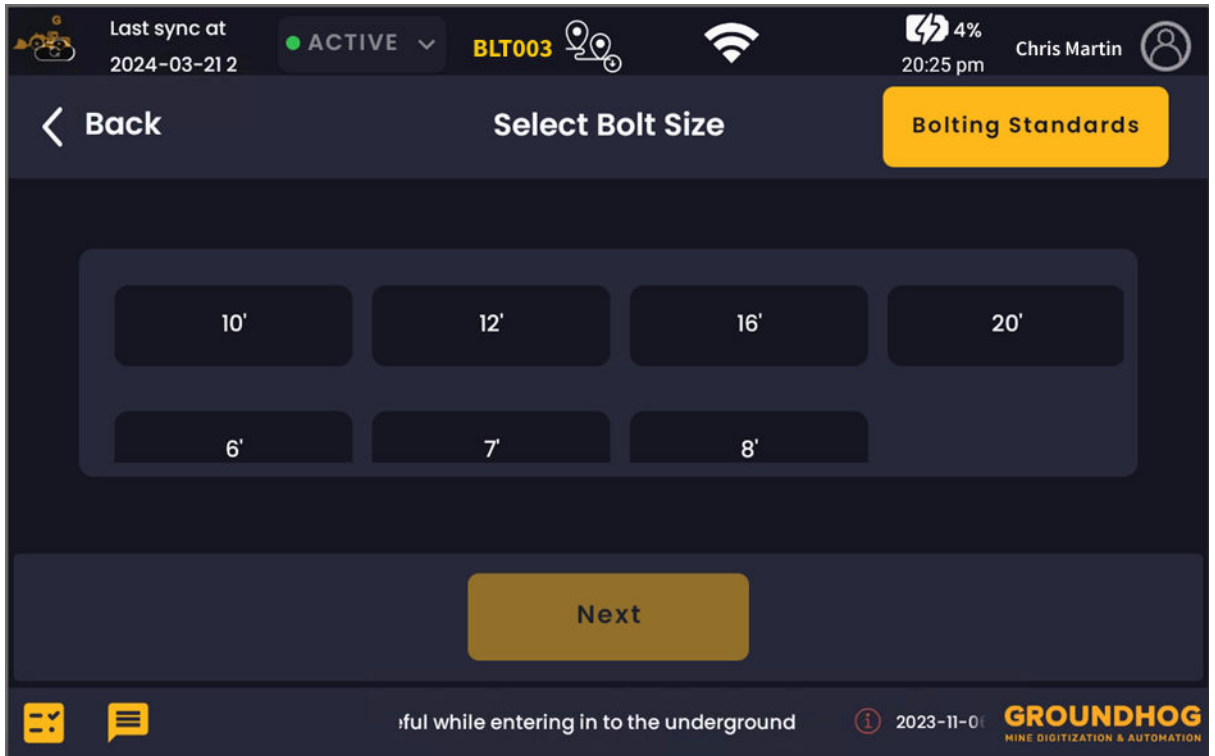 G
Last sync at
2024-03-21 2
ACTIVE
BLT003
4%
20:25 pm
Chris Martin
Back
Select Bolt Size
Bolting Standards
10'
12'
16'
20'
6'
7'
8'
Next
while entering in to the underground
2023-11-0
GROUNDHOG
MINE DIGITIZATION & AUTOMATION